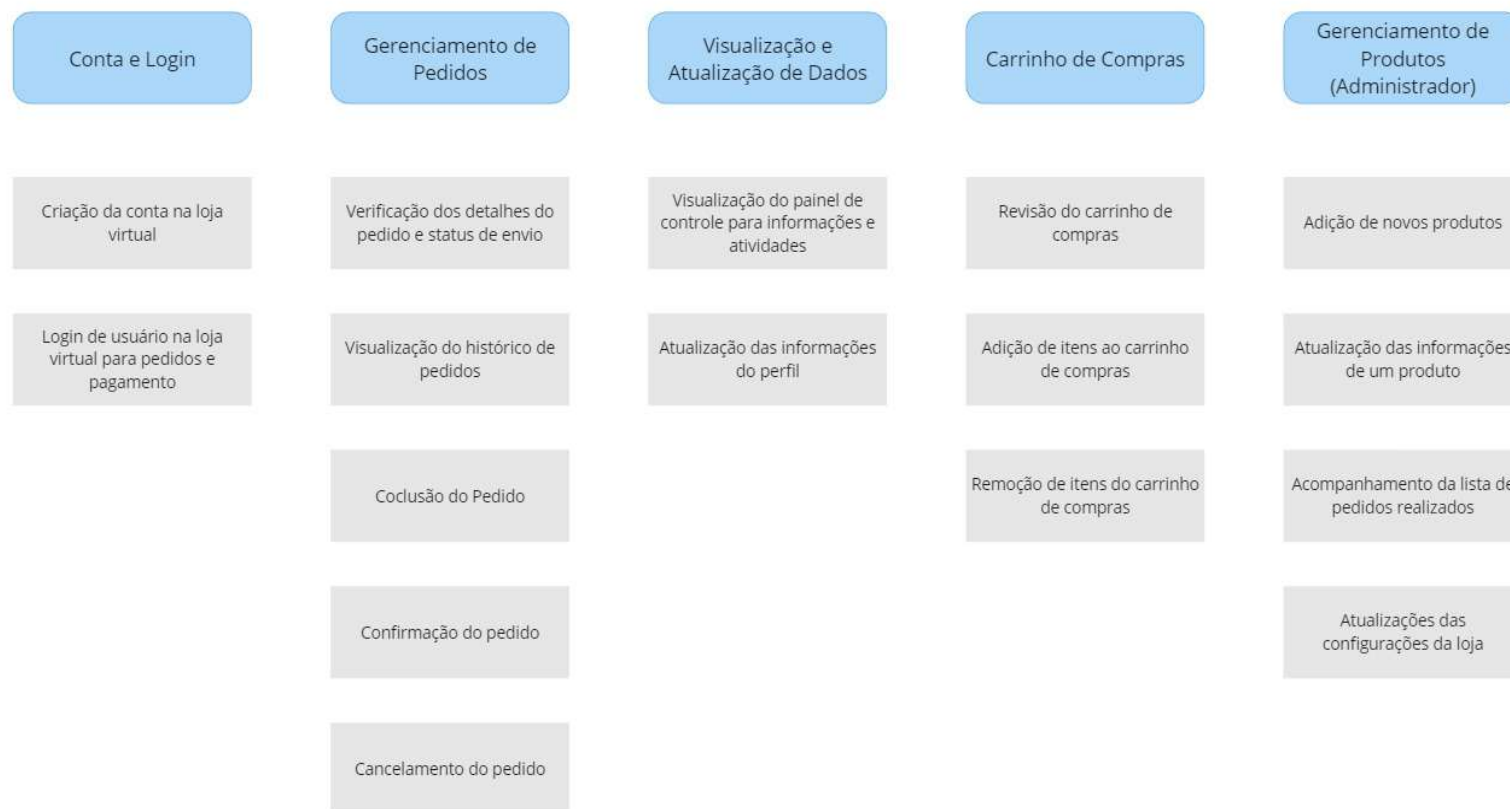 Conta e Login
Gerenciamento de
Pedidos
Visualização e
Atualização de Dados
Carrinho de Compras
Gerenciamento de
Produtos
(Administrador)
Criação da conta na loja
virtual
Verificação dos detalhes do
pedido e status de envio
Visualização do painel de
controle para informações e
atividades
Revisão do carrinho de
compras
Adição de novos produtos
Login de usuário na loja
virtual para pedidos e
pagamento
Visualização do histórico de
pedidos
Atualização das informações
do perfil
Adição de itens ao carrinho
de compras
Atualização das informações
de um produto
Coclusão do Pedido
Remoção de itens do carrinho
de compras
Acompanhamento da lista de
pedidos realizados
Confirmação do pedido
Atualizações das
configurações da loja
Cancelamento do pedido